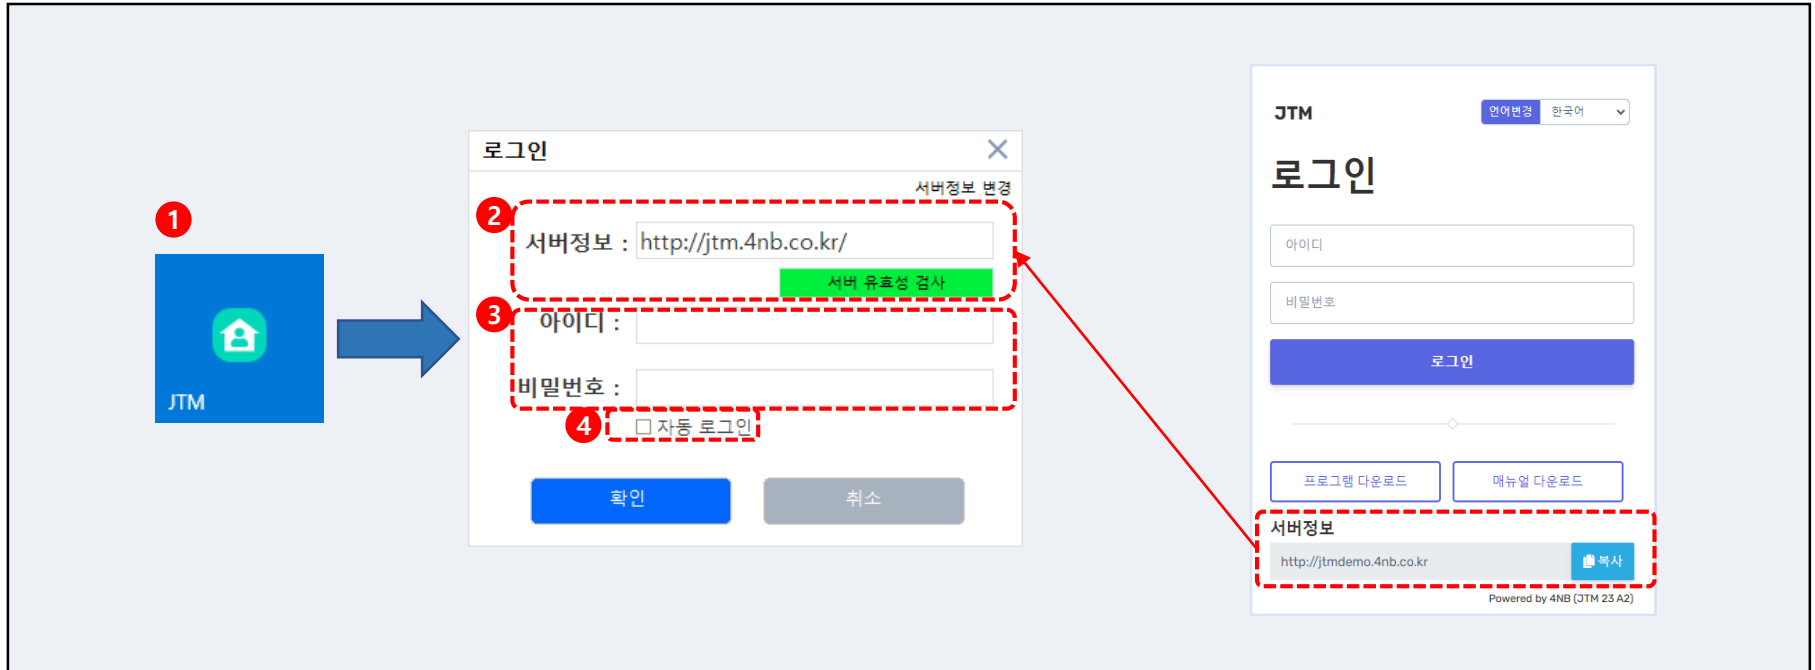 1
JTM
로그인
서버정보 변경
2
서버정보 : http://jtm.4nb.co.kr/
서버 유효성 검사
3
아이디 :
비밀번호 :
4
자동 로그인
확인
취소
JTM
언어변경 한국어
로그인
아이디
비밀번호
로그인
프로그램 다운로드
매뉴얼 다운로드
서버정보
http://jtmdemo.4nb.co.kr
복사
Powered by 4NB (JTM 23 A2)